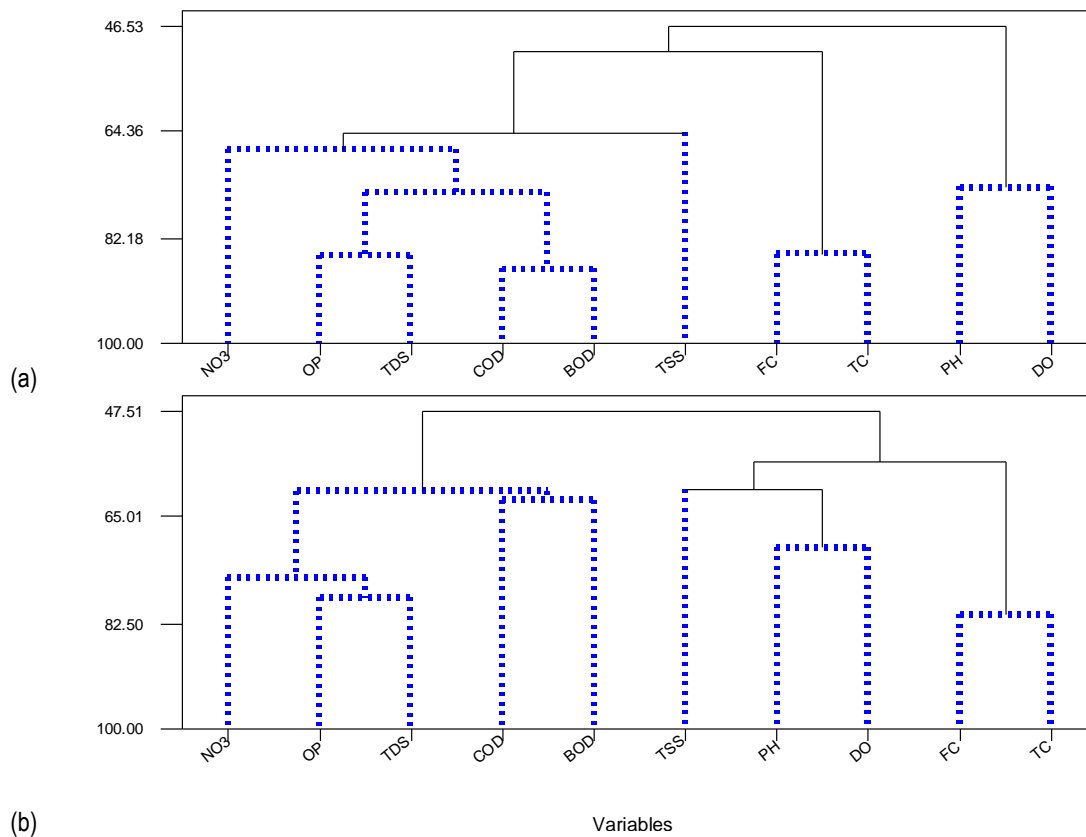 46.53
64.36
82.18
100.00
NO3 OP TDS COD BOD TSS FC TC PH DO
(a)
47.51
65.01
82.50
100.00
NO3 OP TDS COD BOD TSS PH DO FC TC
(b)
Variables